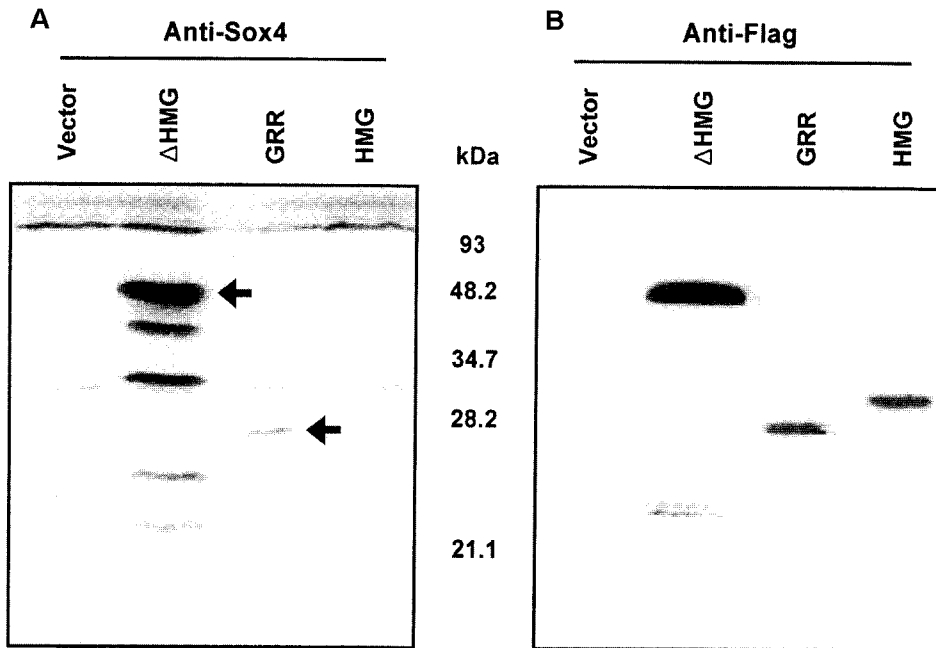 A
Anti-Sox4
Vector
ΔHMG
GRR
HMG
kDa
93
48.2
34.7
28.2
21.1
B
Anti-Flag
Vector
ΔHMG
GRR
HMG